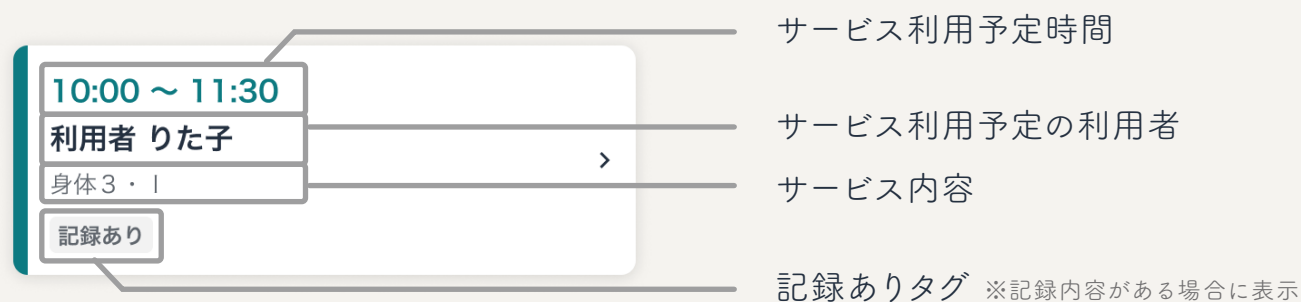 サービス利用予定時間
10:00 ～ 11:30
利用者 りた子
サービス利用予定の利用者
身体3・Ⅰ
サービス内容
記録あり
記録ありタグ ※記録内容がある場合に表示